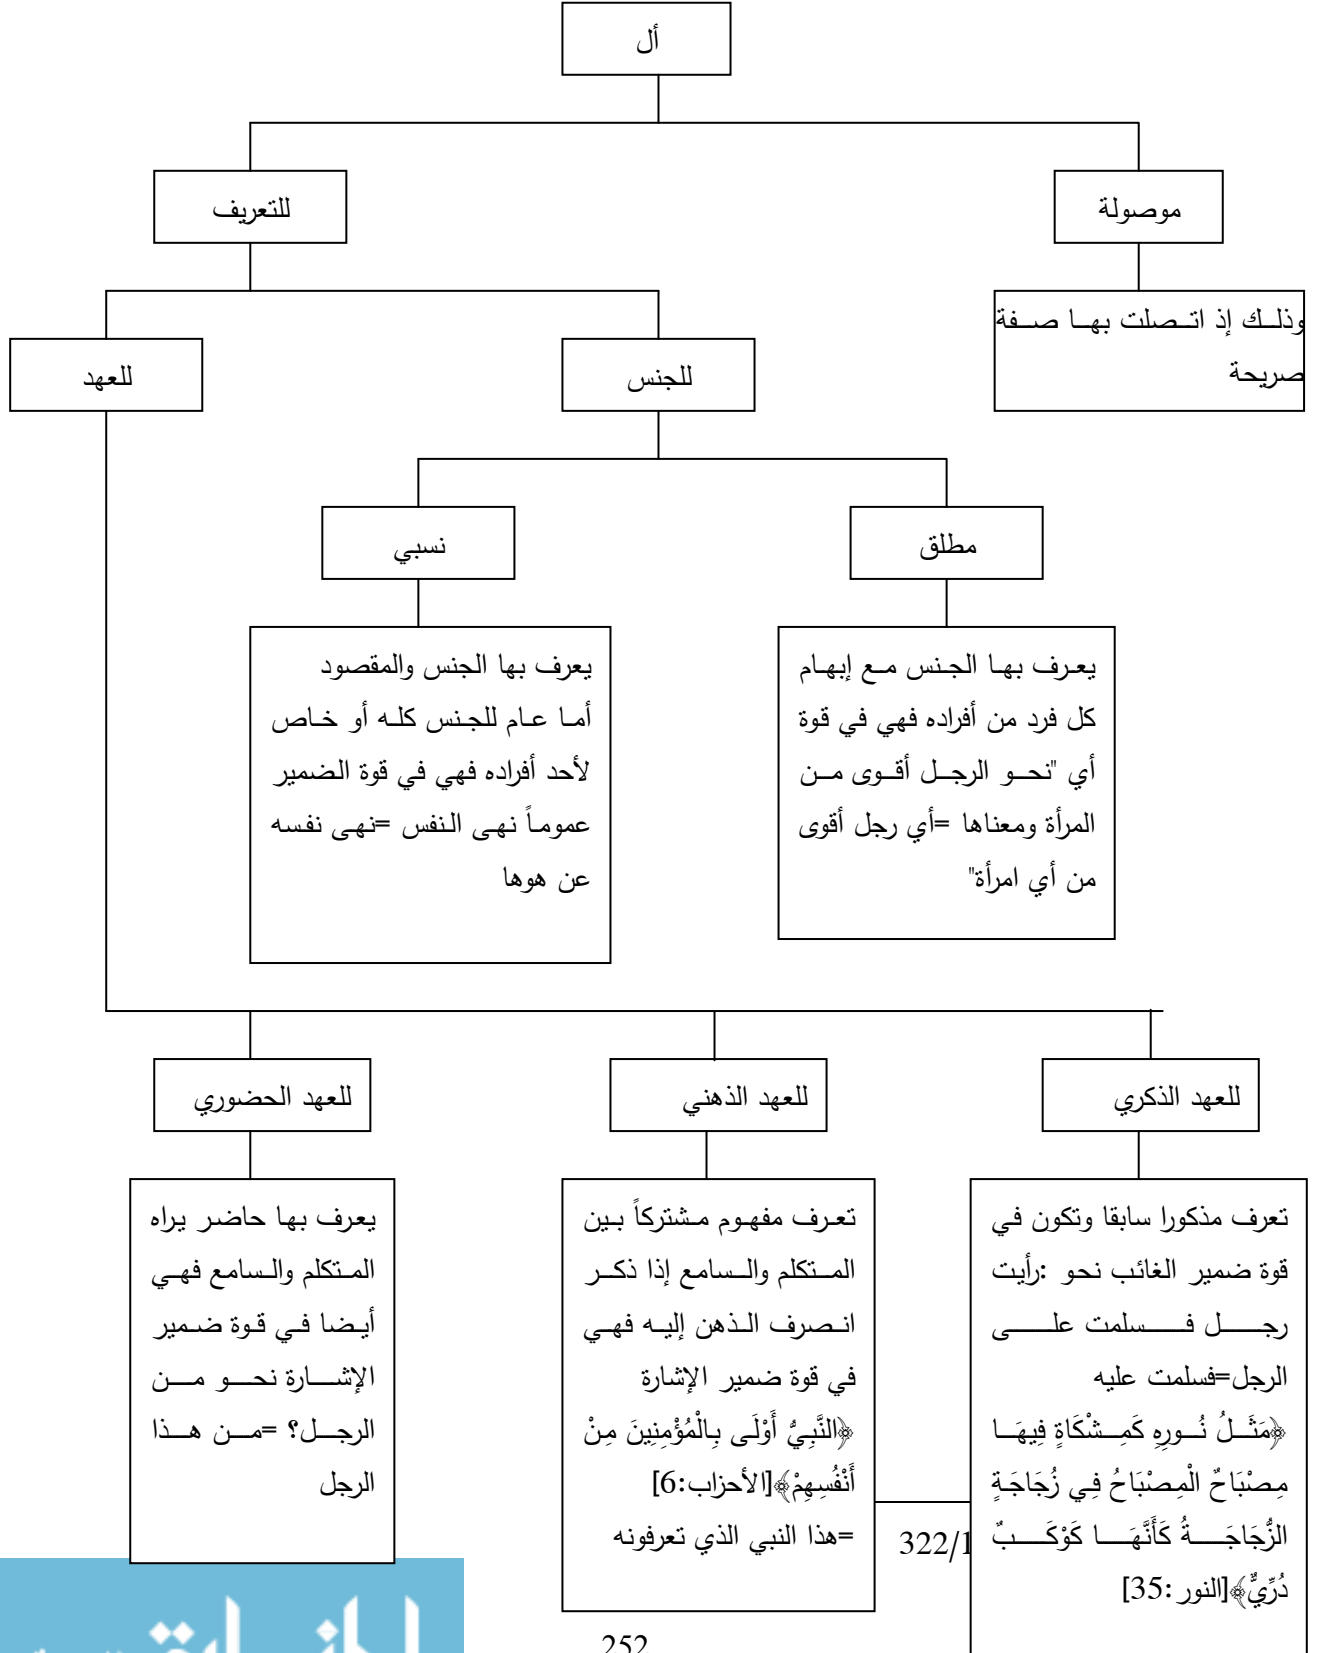 أل
موصولة
للتعريف
وذلك إذ اتصلت بها صفة
صريحة
للجنس
للعهد
مطلق
نسبي
يعرف بها الجنس مع إبهام
كل فرد من أفراده فهي في قوة
أي "نحو الرجل أقوى من
المرأة ومعناها =أي رجل أقوى
من أي امرأة"
يعرف بها الجنس والمقصود
أما عام للجنس كله أو خاص
لأحد أفراده فهي في قوة الضمير
عموماً نهى النفس =نهى نفسه
عن هوها
للعهد الذكري
للعهد الذهني
للعهد الحضوري
تعرف مذكورا سابقا وتكون في
قوة ضمير الغائب نحو :رأيت
رجل فسلمت على
الرجل=فسلمت عليه
﴿مَثَلُ نُورِهِ كَمِشْكَاةٍ فِيهَا
مِصْبَاحٌ الْمِصْبَاحُ فِي زُجَاجَةٍ
الزُّجَاجَةُ كَأَنَّهَا كَوْكَبٌ
دُرِّيٌّ﴾[النور:35]
تعرف مفهوم مشتركاً بين
المتكلم والسامع إذا ذكر
انصرف الذهن إليه فهي
في قوة ضمير الإشارة
﴿النَّبِيُّ أَوْلَى بِالْمُؤْمِنِينَ مِنْ
أَنْفُسِهِمْ﴾[الأحزاب:6]
=هذا النبي الذي تعرفونه
يعرف بها حاضر يراه
المتكلم والسامع فهي
أيضا في قوة ضمير
الإشارة نحو من
الرجل؟ =من هذا
الرجل
322/1
252